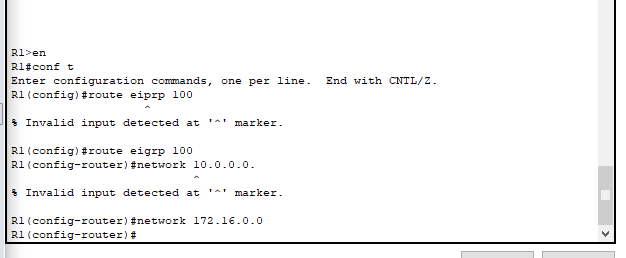 R1>en
R1#conf t
Enter configuration commands, one per line.  End with CNTL/Z.
R1(config)#route eiprp 100
^
% Invalid input detected at '^' marker.
R1(config)#route eigrp 100
R1(config-router)#network 10.0.0.0.
^
% Invalid input detected at '^' marker.
R1(config-router)#network 172.16.0.0
R1(config-router)#